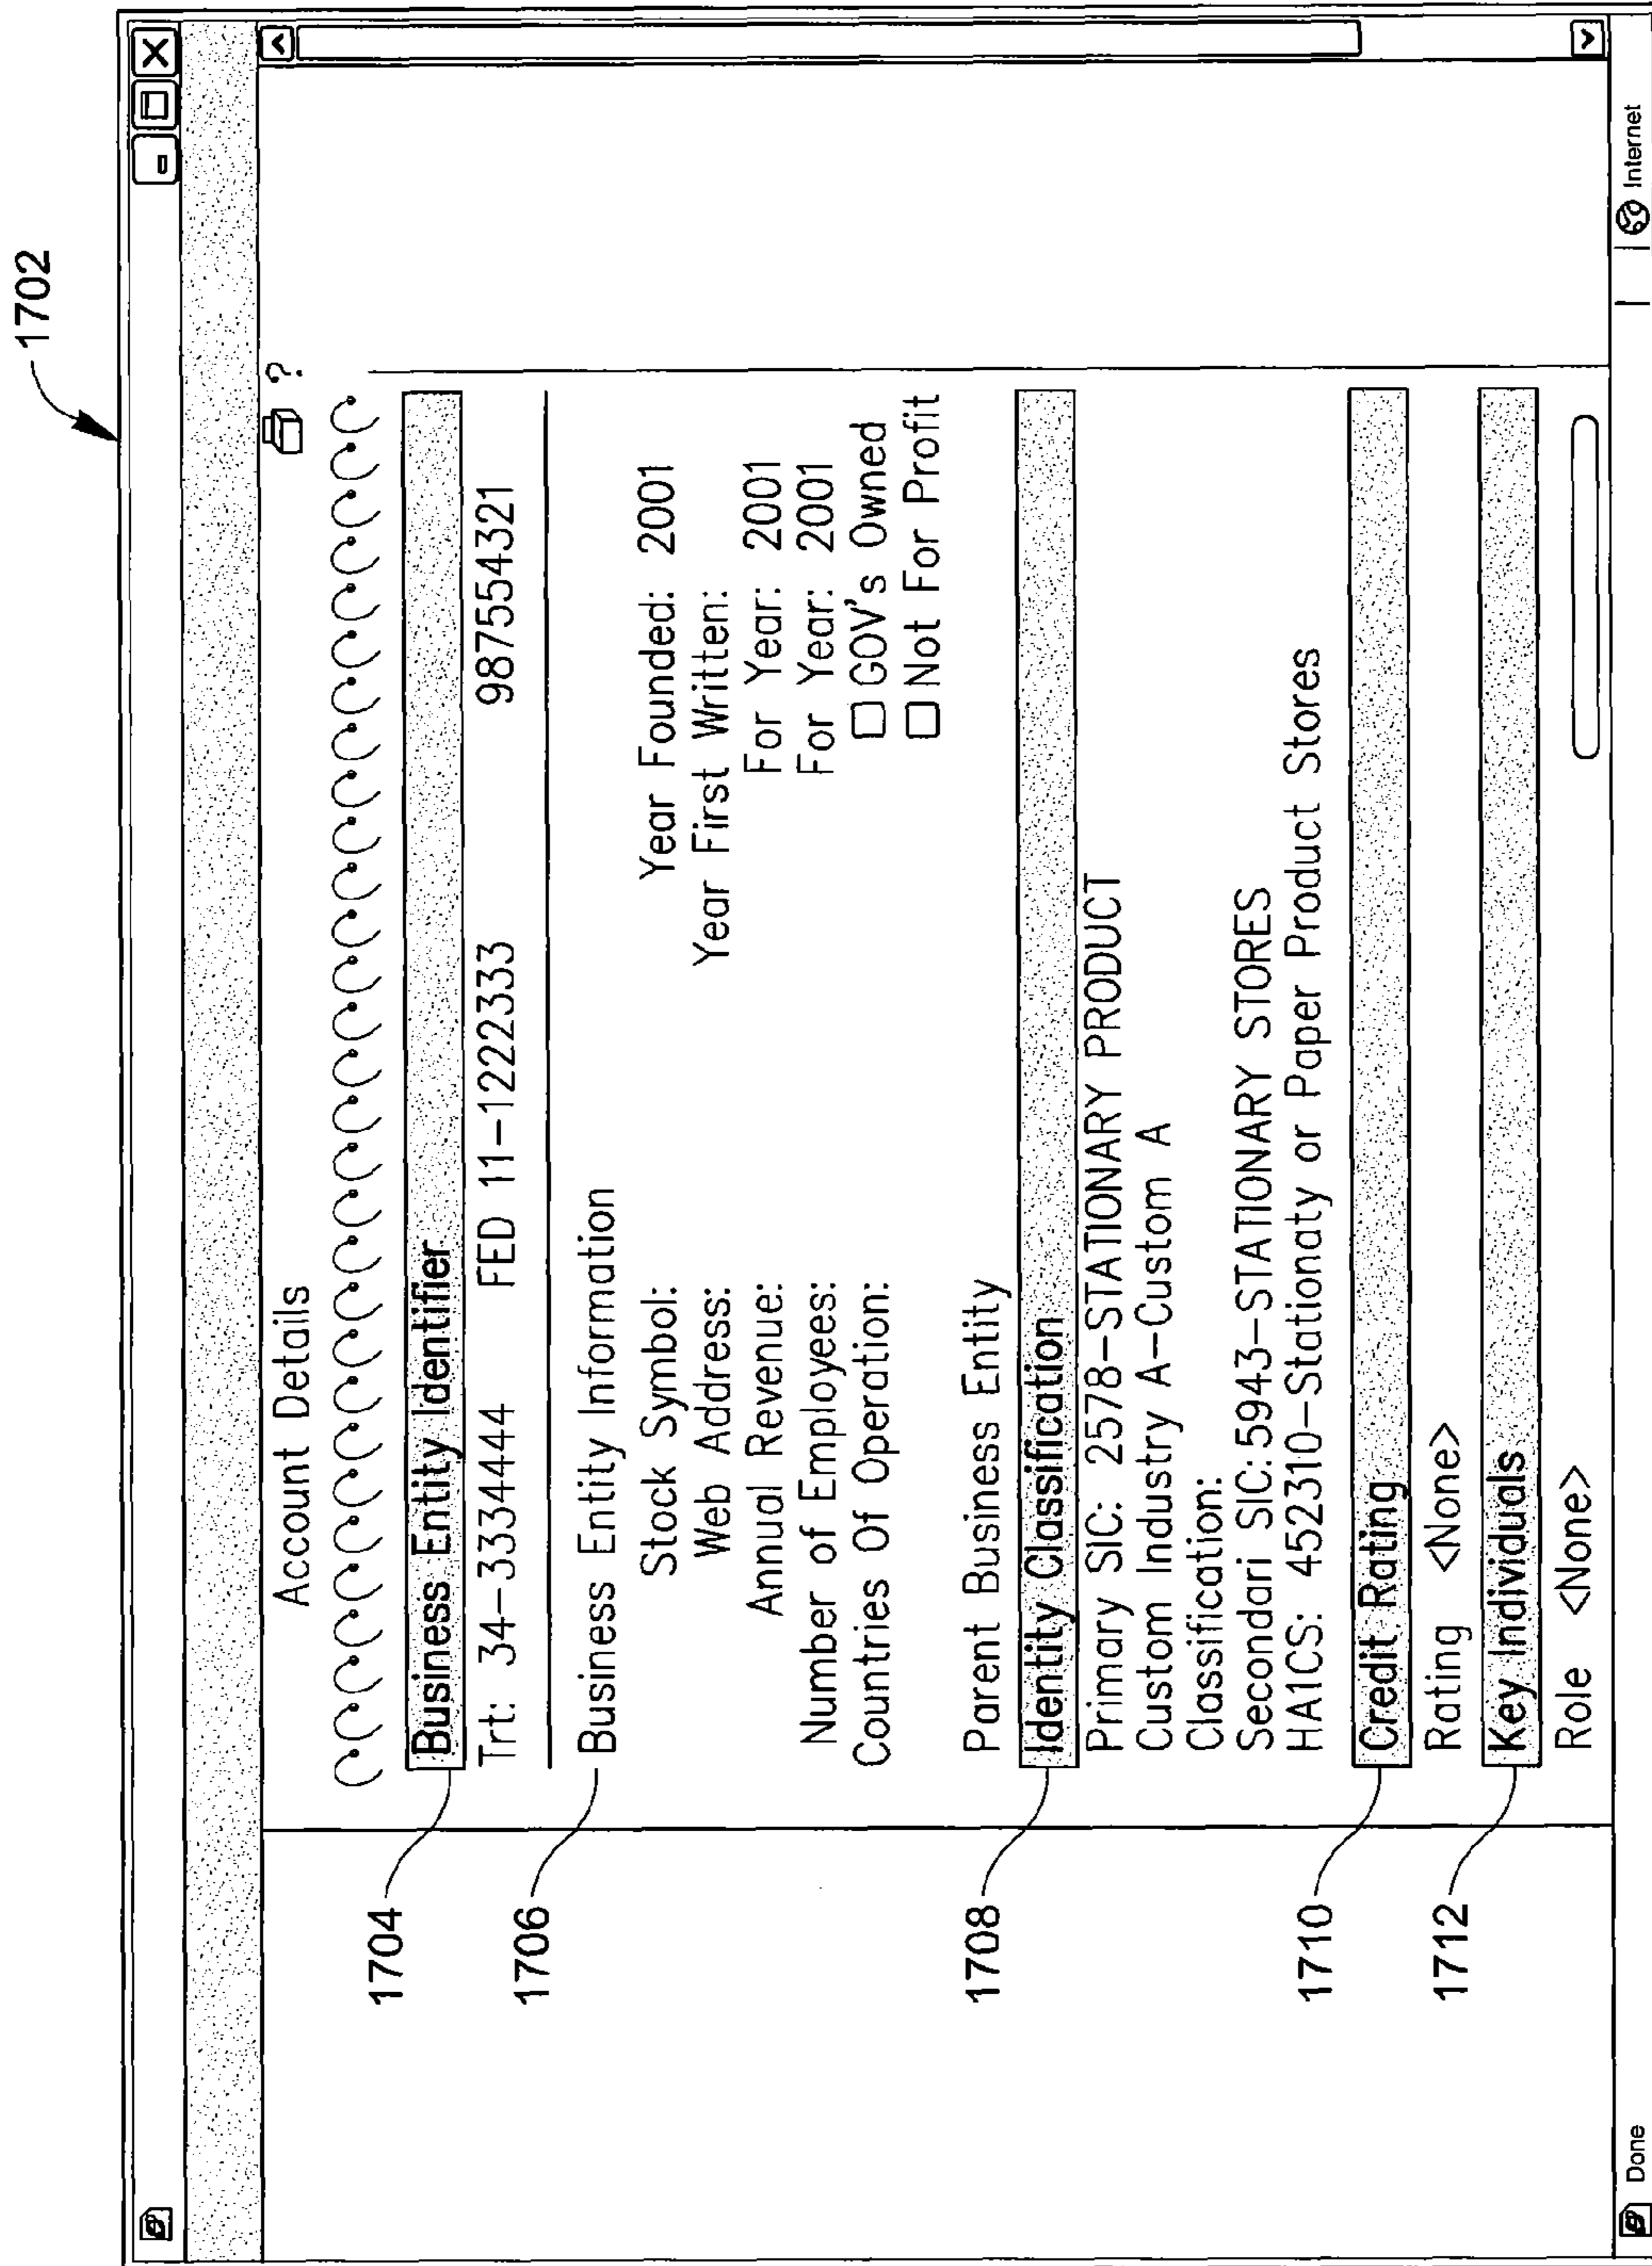 1702
Account Details ?
1704
Business Entity Identifier
Trt: 34-3334444 FED 11-1222333 987554321
1706
Business Entity Information
Stock Symbol: Year Founded: 2001
Web Address: Year First Written:
Annual Revenue: For Year: 2001
Number of Employees: For Year: 2001
Countries Of Operation: GOV's Owned
Not For Profit
Parent Business Entity
1708
Identity Classification
Primary SIC: 2578-STATIONARY PRODUCT
Custom Industry A-Custom A
Classification:
Secondari SIC:5943-STATIONARY STORES
HA1CS: 452310-Stationaty or Paper Product Stores
1710
Credit Rating
Rating <None>
1712
Key Individuals
Role <None>
Done Internet